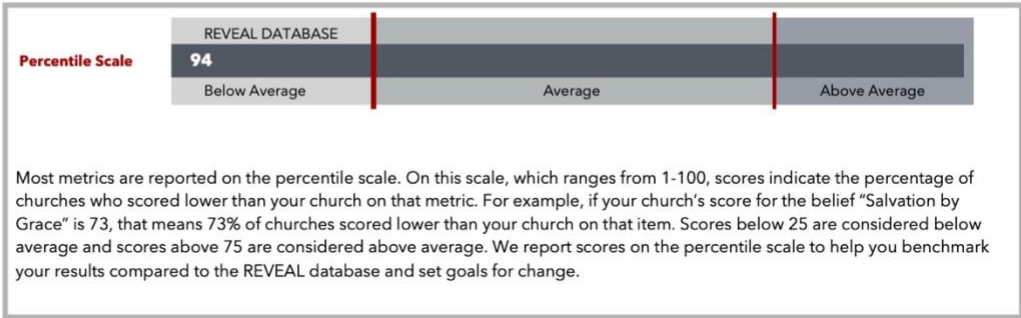 REVEAL DATABASE
Percentile Scale 94
Below Average Average Above Average
Most metrics are reported on the percentile scale. On this scale, which ranges from 1-100, scores indicate the percentage of
churches who scored lower than your church on that metric. For example, if your church's score for the belief "Salvation by
Grace" is 73, that means 73% of churches scored lower than your church on that item. Scores below 25 are considered below
average and scores above 75 are considered above average. We report scores on the percentile scale to help you benchmark
your results compared to the REVEAL database and set goals for change.